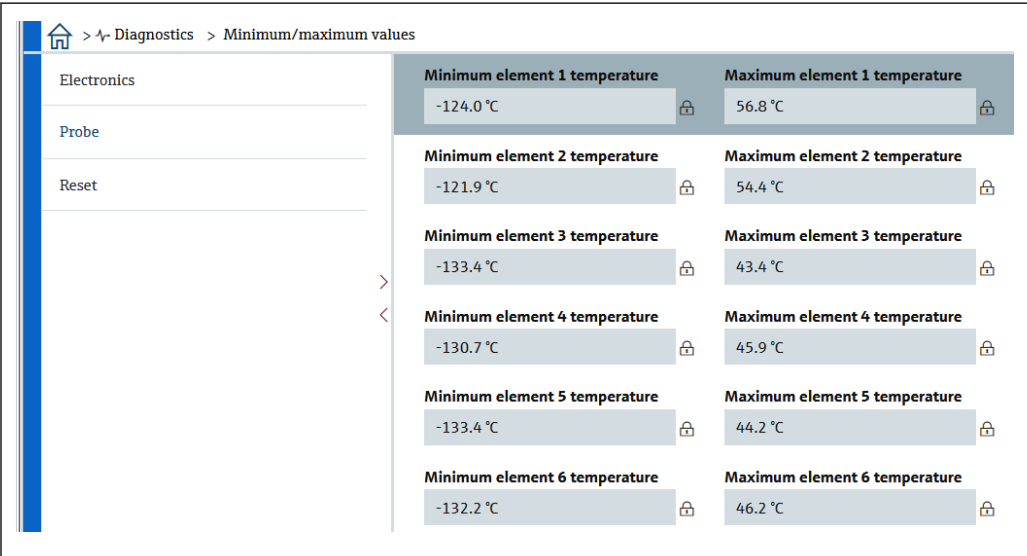 > Diagnostics > Minimum/maximum values
Electronics
Probe
Reset
Minimum element 1 temperature Maximum element 1 temperature
-124.0 °C 56.8 °C
Minimum element 2 temperature Maximum element 2 temperature
-121.9 °C 54.4 °C
Minimum element 3 temperature Maximum element 3 temperature
-133.4 °C 43.4 °C
Minimum element 4 temperature Maximum element 4 temperature
-130.7 °C 45.9 °C
Minimum element 5 temperature Maximum element 5 temperature
-133.4 °C 44.2 °C
Minimum element 6 temperature Maximum element 6 temperature
-132.2 °C 46.2 °C